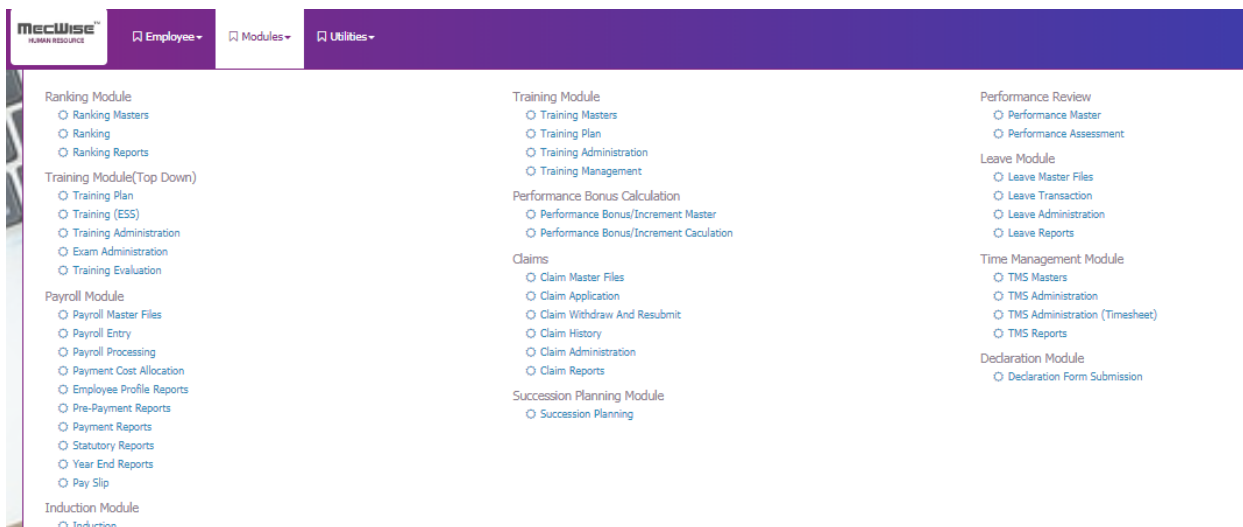 MecWise™
HUMAN RESOURCE
Employee
Modules
Utilities
Ranking Module
Ranking Masters
Ranking
Ranking Reports
Training Module(Top Down)
Training Plan
Training (ESS)
Training Administration
Exam Administration
Training Evaluation
Payroll Module
Payroll Master Files
Payroll Entry
Payroll Processing
Payment Cost Allocation
Employee Profile Reports
Pre-Payment Reports
Payment Reports
Statutory Reports
Year End Reports
Pay Slip
Induction Module
Induction
Training Module
Training Masters
Training Plan
Training Administration
Training Management
Performance Bonus Calculation
Performance Bonus/Increment Master
Performance Bonus/Increment Caculation
Claims
Claim Master Files
Claim Application
Claim Withdraw And Resubmit
Claim History
Claim Administration
Claim Reports
Succession Planning Module
Succession Planning
Performance Review
Performance Master
Performance Assessment
Leave Module
Leave Master Files
Leave Transaction
Leave Administration
Leave Reports
Time Management Module
TMS Masters
TMS Administration
TMS Administration (Timesheet)
TMS Reports
Declaration Module
Declaration Form Submission